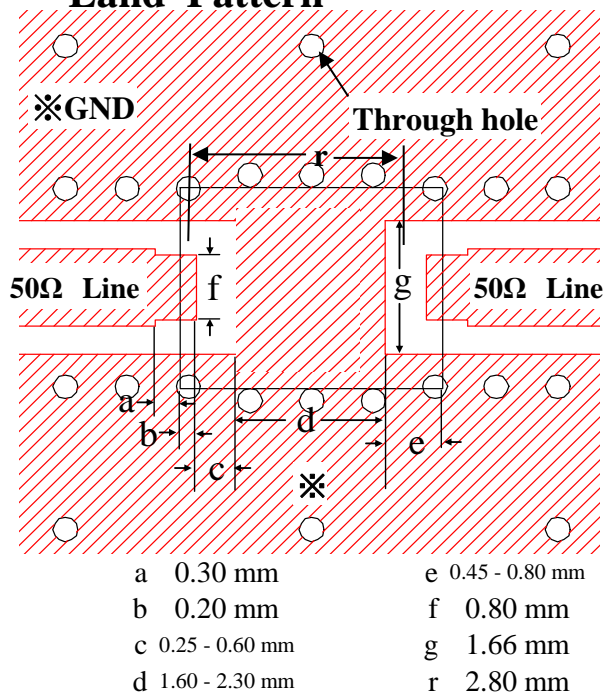 Land Pattern
※GND
Through hole
r
50Ω Line
f
g
50Ω Line
a
b
d
e
c
※
a 0.30 mm
e 0.45 - 0.80 mm
b 0.20 mm
f 0.80 mm
c 0.25 - 0.60 mm
g 1.66 mm
d 1.60 - 2.30 mm
r 2.80 mm